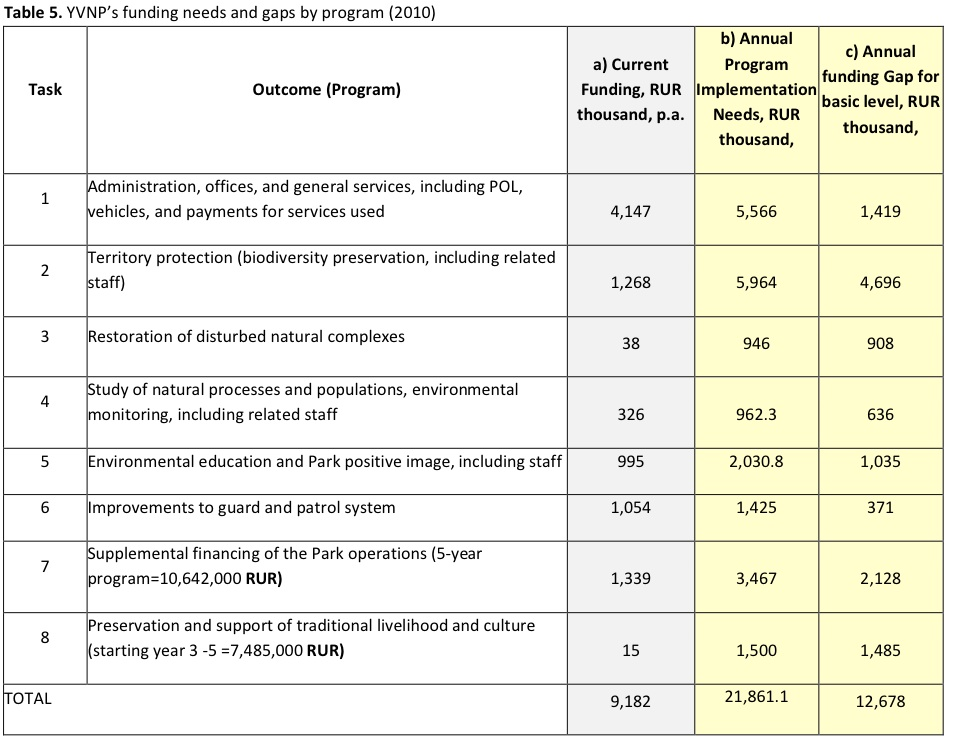 Table 5. YVNP’s funding needs and gaps by program (2010)
Task
Outcome (Program)
a) Current
Funding, RUR
thousand, p.a.
b) Annual
Program
Implementation
Needs, RUR
thousand,
c) Annual
funding Gap for
basic level, RUR
thousand,
1
Administration, offices, and general services, including POL,
vehicles, and payments for services used
4,147
5,566
1,419
2
Territory protection (biodiversity preservation, including related
staff)
1,268
5,964
4,696
3
Restoration of disturbed natural complexes
38
946
908
4
Study of natural processes and populations, environmental
monitoring, including related staff
326
962.3
636
5
Environmental education and Park positive image, including staff
995
2,030.8
1,035
6
Improvements to guard and patrol system
1,054
1,425
371
7
Supplemental financing of the Park operations (5-year
program=10,642,000 RUR)
1,339
3,467
2,128
8
Preservation and support of traditional livelihood and culture
(starting year 3 -5 =7,485,000 RUR)
15
1,500
1,485
TOTAL
9,182
21,861.1
12,678